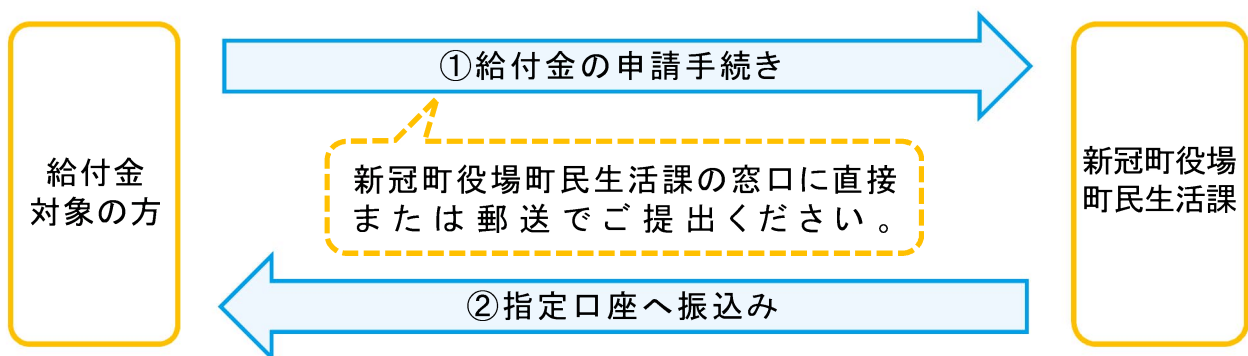 給付金
対象の方
①給付金の申請手続き
新冠町役場町民生活課の窓口に直接
または郵送でご提出ください。
②指定口座へ振込み
新冠町役場
町民生活課